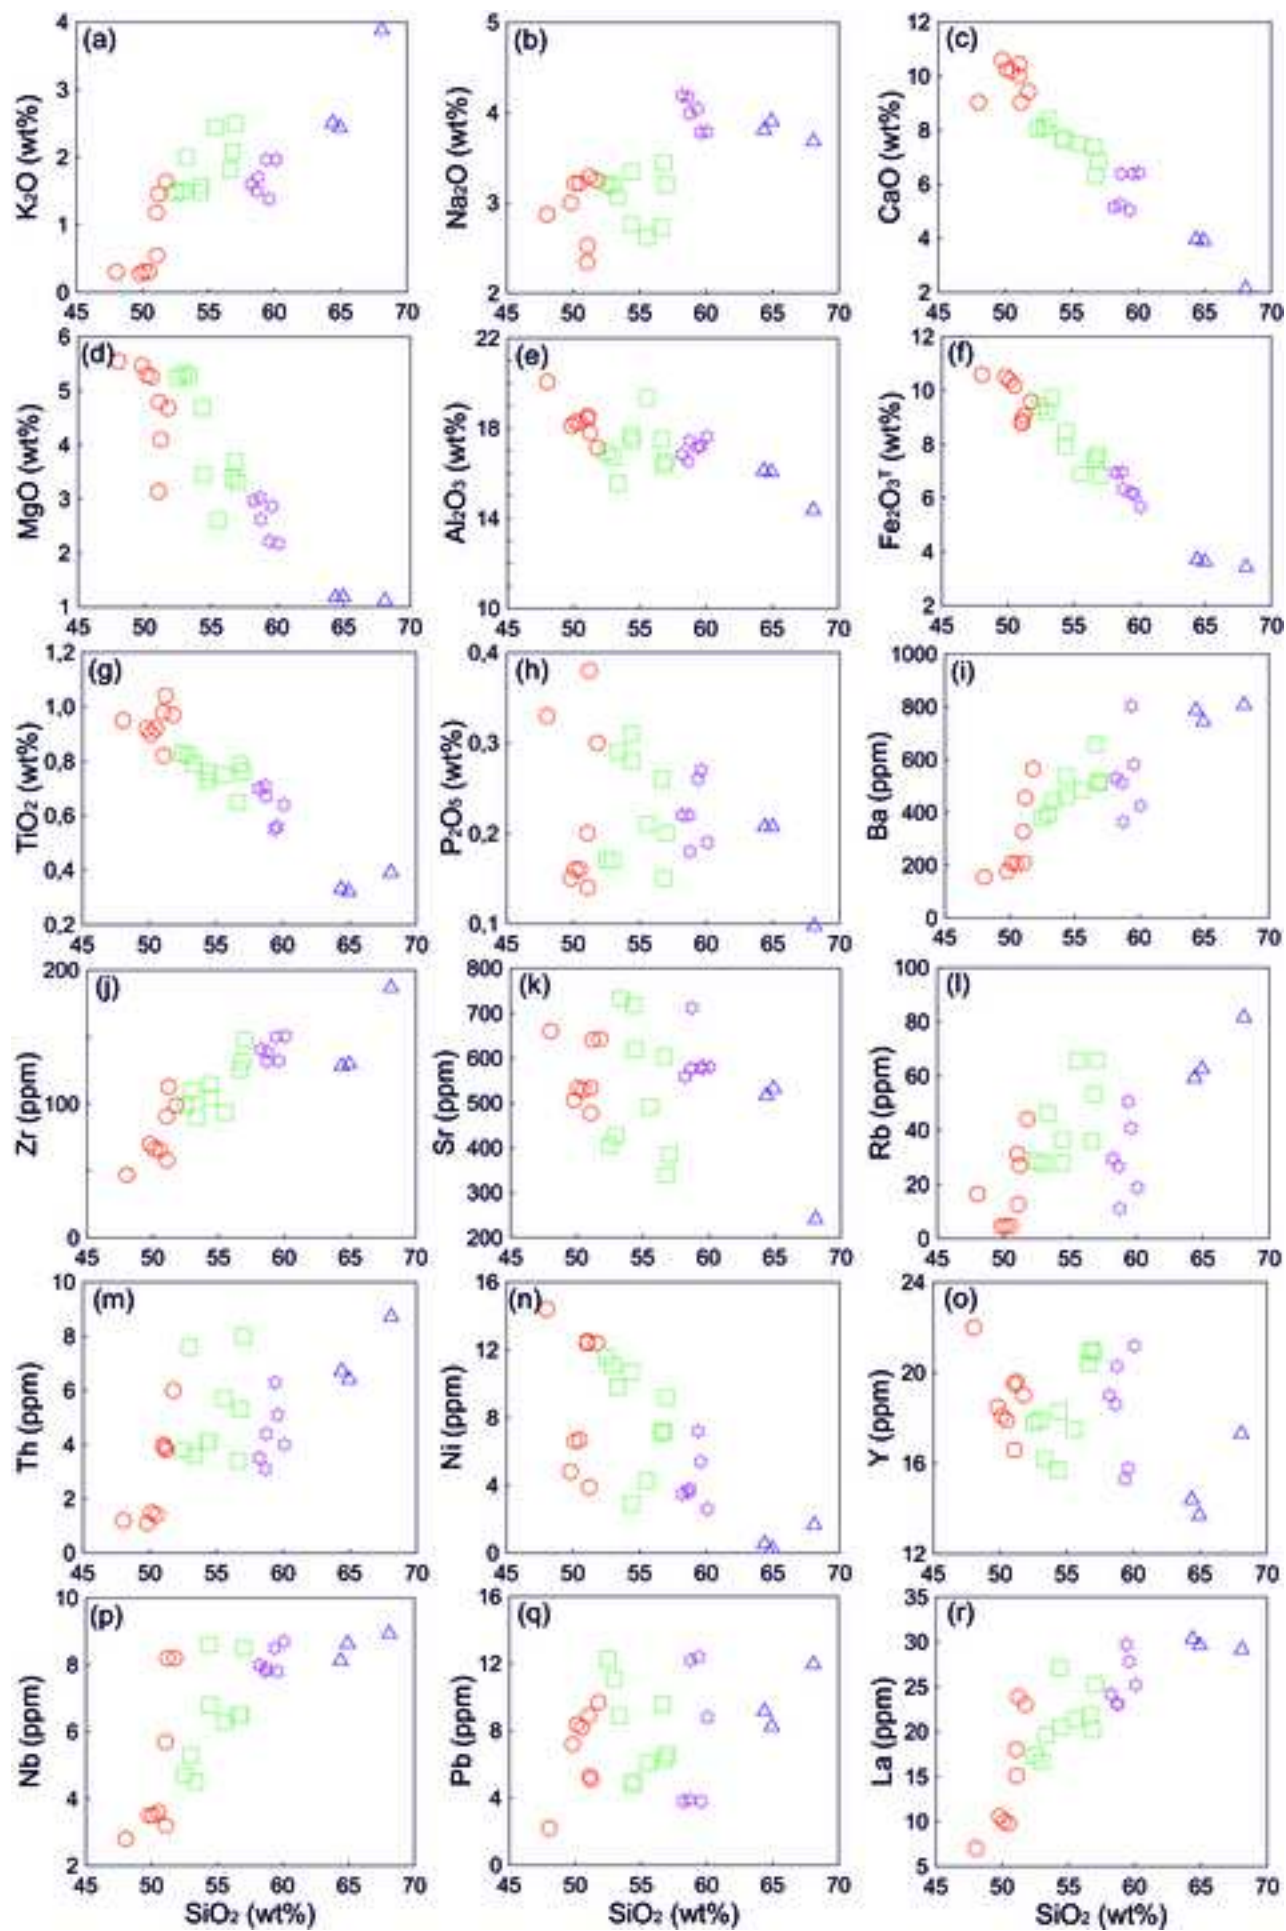 (a) (b) (c)
K₂O (wt%) Na₂O (wt%) CaO (wt%)
4 3 2 1 0
5 4 3 2
12 10 8 6 4 2
45 50 55 60 65 70 45 50 55 60 65 70 45 50 55 60 65 70
(d) (e) (f)
MgO (wt%) Al₂O₃ (wt%) Fe₂O₃ᵀ (wt%)
6 5 4 3 2 1
22 18 14 10
12 10 8 6 4 2
45 50 55 60 65 70 45 50 55 60 65 70 45 50 55 60 65 70
(g) (h) (i)
TiO₂ (wt%) P₂O₅ (wt%) Ba (ppm)
1,2 1,0 0,8 0,6 0,4 0,2
0,4 0,3 0,2 0,1
1000 800 600 400 200 0
45 50 55 60 65 70 45 50 55 60 65 70 45 50 55 60 65 70
(j) (k) (l)
Zr (ppm) Sr (ppm) Rb (ppm)
200 100 0
800 700 600 500 400 300 200
100 80 60 40 20 0
45 50 55 60 65 70 45 50 55 60 65 70 45 50 55 60 65 70
(m) (n) (o)
Th (ppm) Ni (ppm) Y (ppm)
10 8 6 4 2 0
16 12 8 4 0
24 20 16 12
45 50 55 60 65 70 45 50 55 60 65 70 45 50 55 60 65 70
(p) (q) (r)
Nb (ppm) Pb (ppm) La (ppm)
10 8 6 4 2
16 12 8 4 0
35 30 25 20 15 10 5
45 50 55 60 65 70 45 50 55 60 65 70 45 50 55 60 65 70
SiO₂ (wt%) SiO₂ (wt%) SiO₂ (wt%)